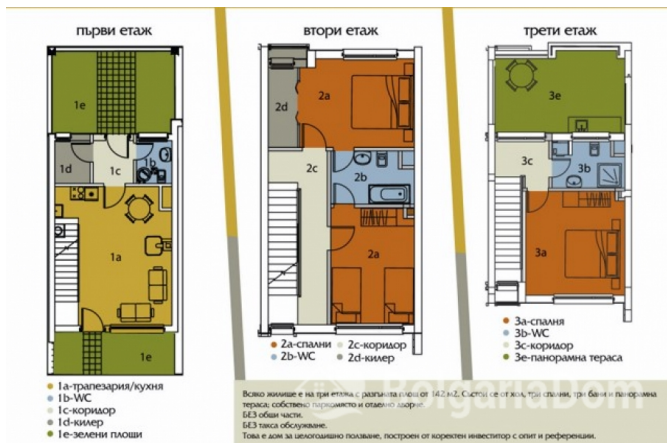 първи етаж
втори етаж
трети етаж
1e
1d
1c
1b
1a
1e
2d
2a
2c
2b
2a
3e
3c
3b
3a
1a-трапезария/кухня
1b-WC
1c-коридор
1d-килер
1e-зелени площи
2a-спални
2b-WC
2c-коридор
2d-килер
3a-спалня
3b-WC
3c-коридор
3e-панорамна тераса
Всяко жилище е на три етажа с разгъната площ от 142 м2. Състои се от хол, три спални, три бани и панорамна
тераса; собствено паркомясто и отделно дворче.
БЕЗ общи части.
БЕЗ такса обслужване.
Това е дом за целогодишно ползване, построен от коректен инвеститор с опит и референции.
BolgariaDom